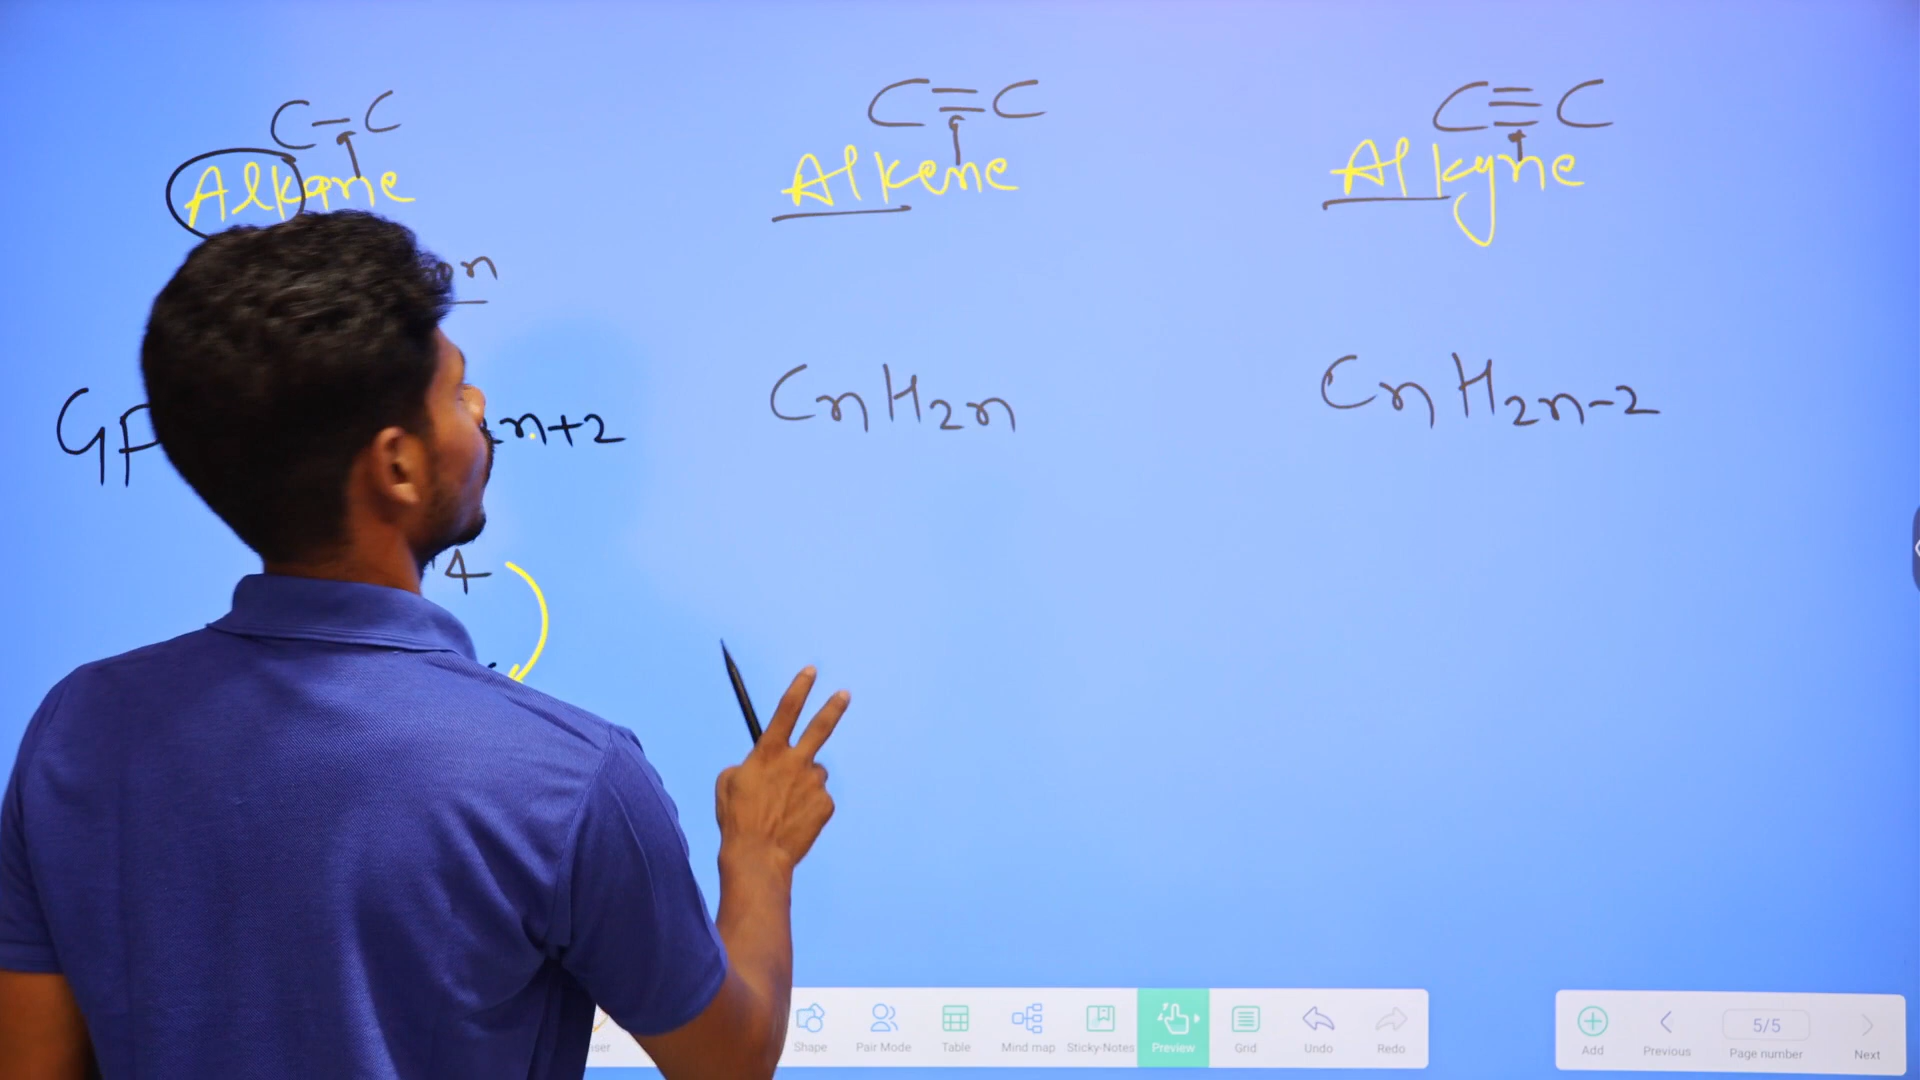 C-C
C=C
C≡C
Alkane
Alkene
Alkyne
n
GF
n+2
CnH2n
CnH2n-2
4
Shape
Pair Mode
Table
Mind map
Sticky-Notes
Preview
Grid
Undo
Redo
Add
Previous
5/5
Page number
Next